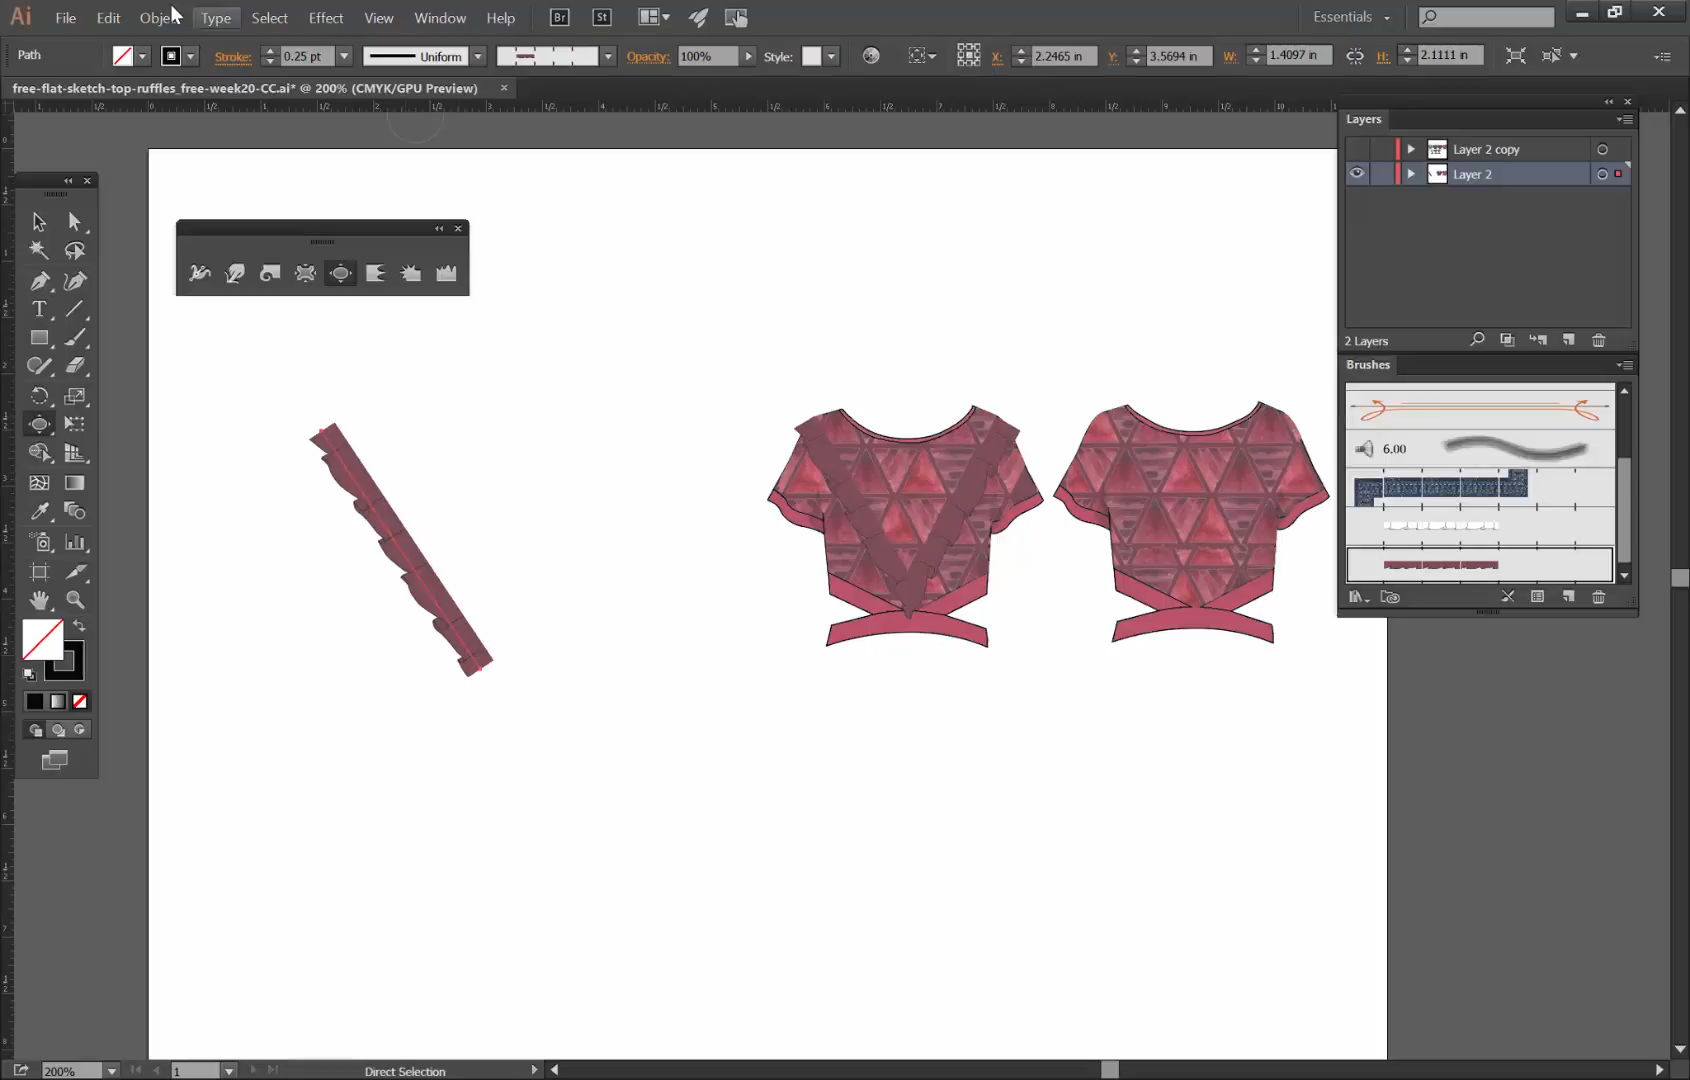 Ai File Edit Object Type Select Effect View Window Help Br St Essentials
Path Stroke: 0.25 pt Uniform Opacity: 100% Style: X: 2.2465 in Y: 3.5694 in W: 1.4097 in H: 2.1111 in
free-flat-sketch-top-ruffles_free-week20-CC.ai* @ 200% (CMYK/GPU Preview)
Layers
Layer 2 copy
Layer 2
2 Layers
Brushes
6.00
200% 1 Direct Selection